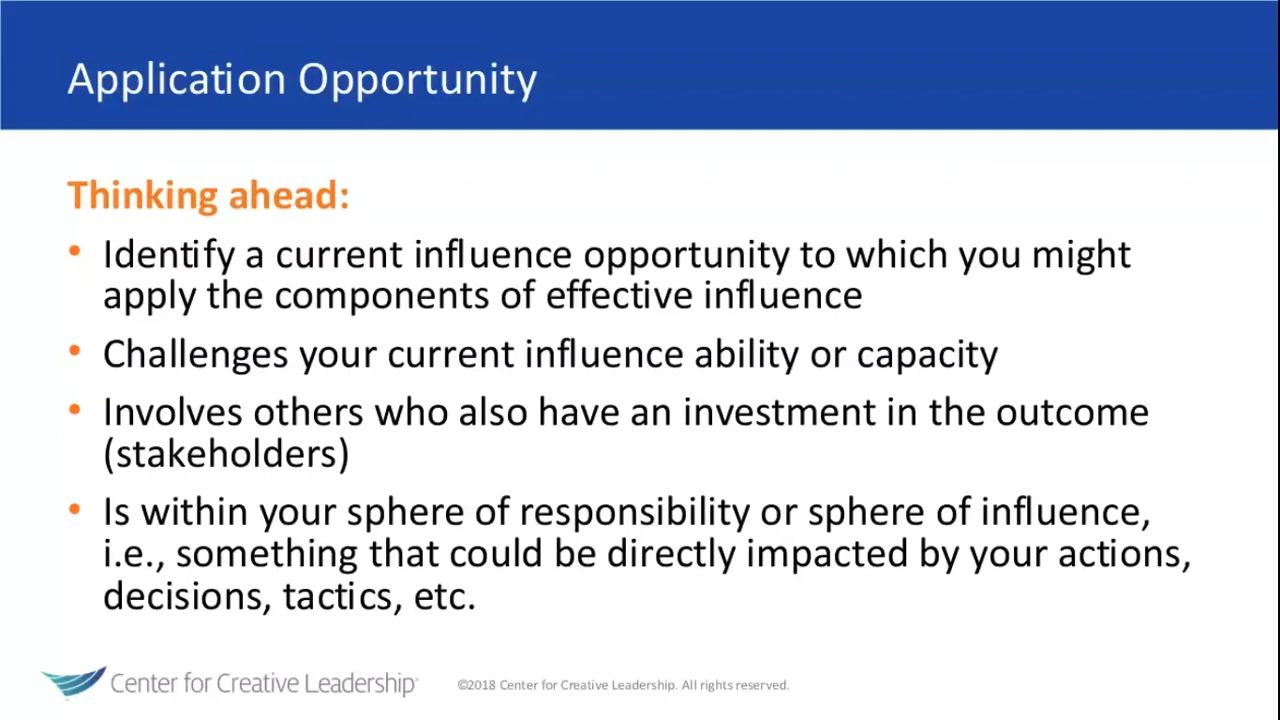 Application Opportunity
Thinking ahead:
• Identify a current influence opportunity to which you might
apply the components of effective influence
• Challenges your current influence ability or capacity
• Involves others who also have an investment in the outcome
(stakeholders)
• Is within your sphere of responsibility or sphere of influence,
i.e., something that could be directly impacted by your actions,
decisions, tactics, etc.
Center for Creative Leadership®
©2018 Center for Creative Leadership. All rights reserved.